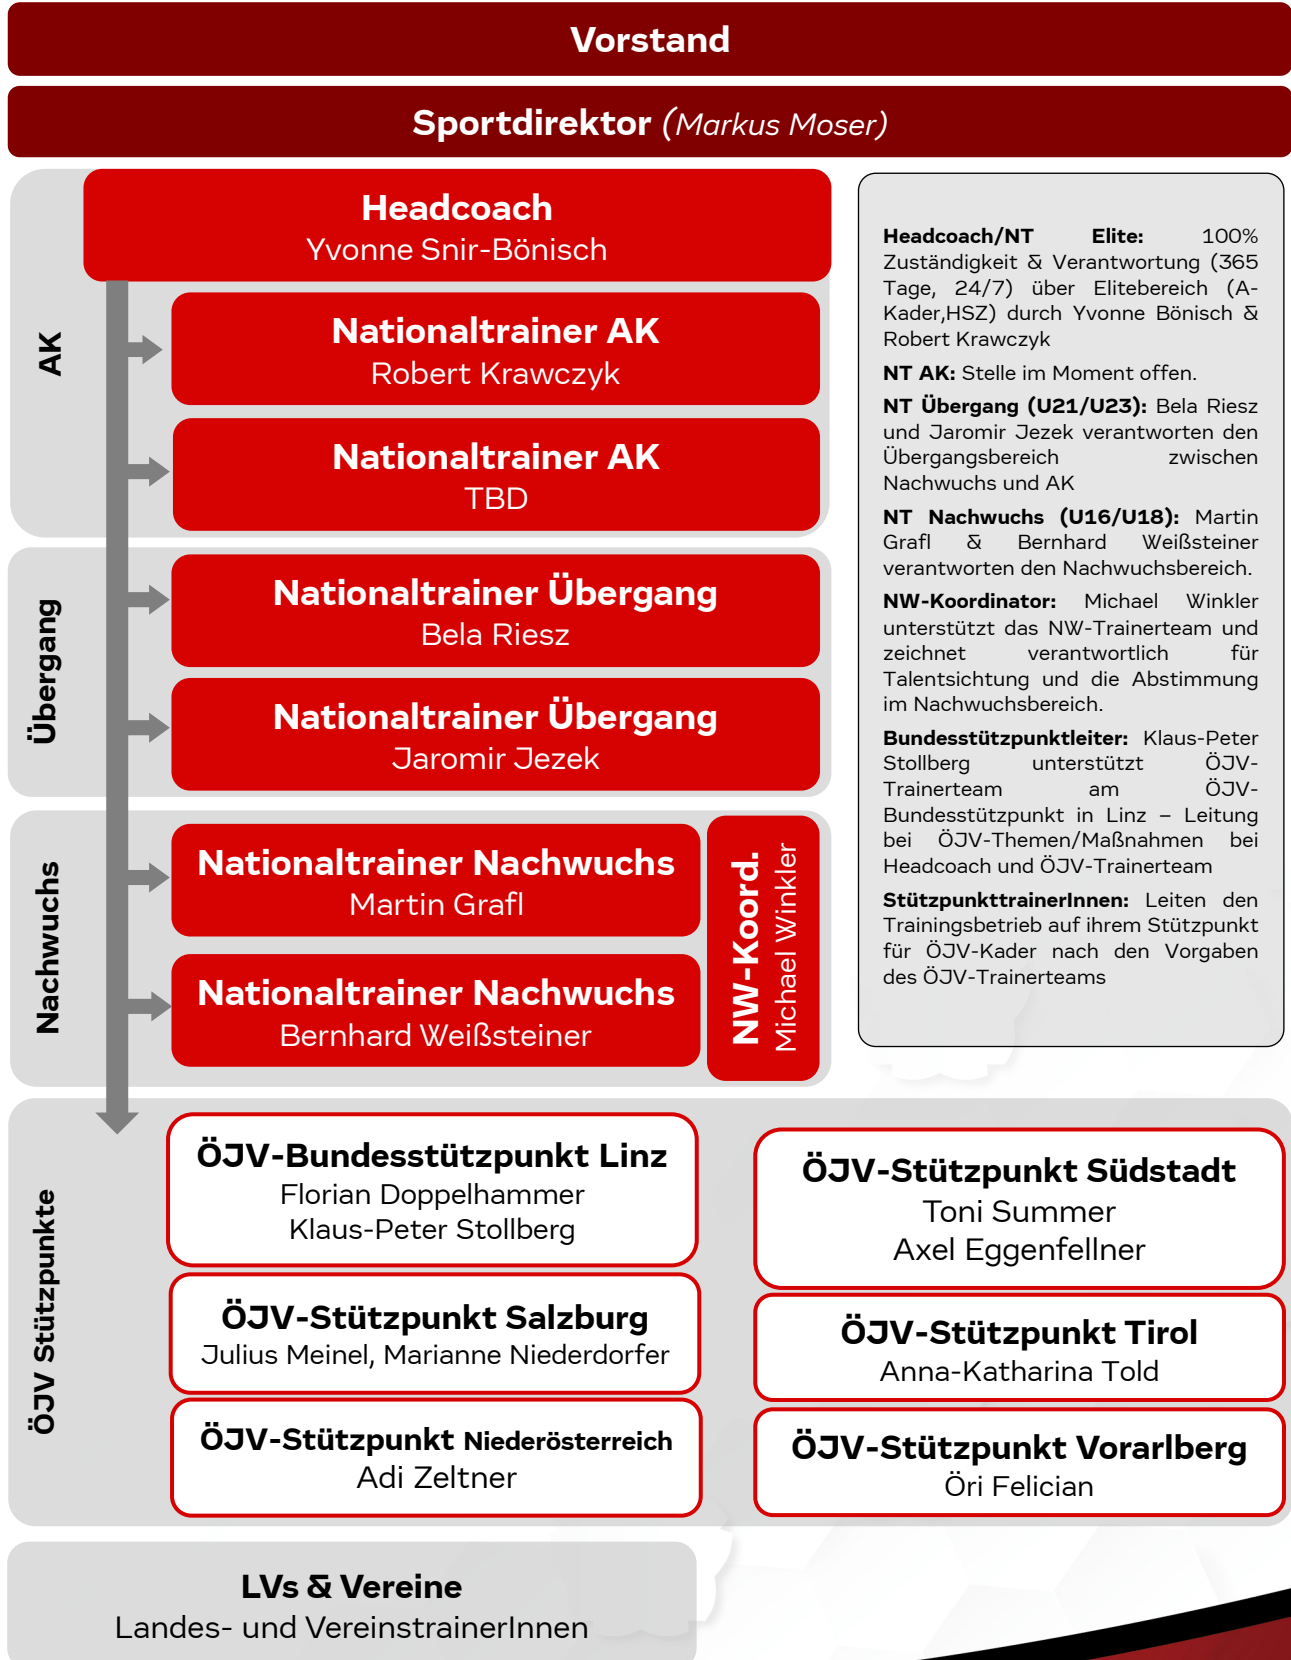 Vorstand
Sportdirektor (Markus Moser)
AK
Headcoach
Yvonne Snir-Bönisch
Nationaltrainer AK
Robert Krawczyk
Nationaltrainer AK
TBD
Übergang
Nationaltrainer Übergang
Bela Riesz
Nationaltrainer Übergang
Jaromir Jezek
Nachwuchs
Nationaltrainer Nachwuchs
Martin Grafl
Nationaltrainer Nachwuchs
Bernhard Weißsteiner
NW-Koord.
Michael Winkler
Headcoach/NT Elite: 100%
Zuständigkeit & Verantwortung (365
Tage, 24/7) über Elitebereich (A-
Kader,HSZ) durch Yvonne Bönisch &
Robert Krawczyk
NT AK: Stelle im Moment offen.
NT Übergang (U21/U23): Bela Riesz
und Jaromir Jezek verantworten den
Übergangsbereich zwischen
Nachwuchs und AK
NT Nachwuchs (U16/U18): Martin
Grafl & Bernhard Weißsteiner
verantworten den Nachwuchsbereich.
NW-Koordinator: Michael Winkler
unterstützt das NW-Trainerteam und
zeichnet verantwortlich für
Talentsichtung und die Abstimmung
im Nachwuchsbereich.
Bundesstützpunktleiter: Klaus-Peter
Stollberg unterstützt ÖJV-
Trainerteam am ÖJV-
Bundesstützpunkt in Linz – Leitung
bei ÖJV-Themen/Maßnahmen bei
Headcoach und ÖJV-Trainerteam
StützpunkttrainerInnen: Leiten den
Trainingsbetrieb auf ihrem Stützpunkt
für ÖJV-Kader nach den Vorgaben
des ÖJV-Trainerteams
ÖJV Stützpunkte
ÖJV-Bundesstützpunkt Linz
Florian Doppelhammer
Klaus-Peter Stollberg
ÖJV-Stützpunkt Salzburg
Julius Meinel, Marianne Niederdorfer
ÖJV-Stützpunkt Niederösterreich
Adi Zeltner
ÖJV-Stützpunkt Südstadt
Toni Summer
Axel Eggenfellner
ÖJV-Stützpunkt Tirol
Anna-Katharina Told
ÖJV-Stützpunkt Vorarlberg
Öri Felician
LVs & Vereine
Landes- und VereinstrainerInnen